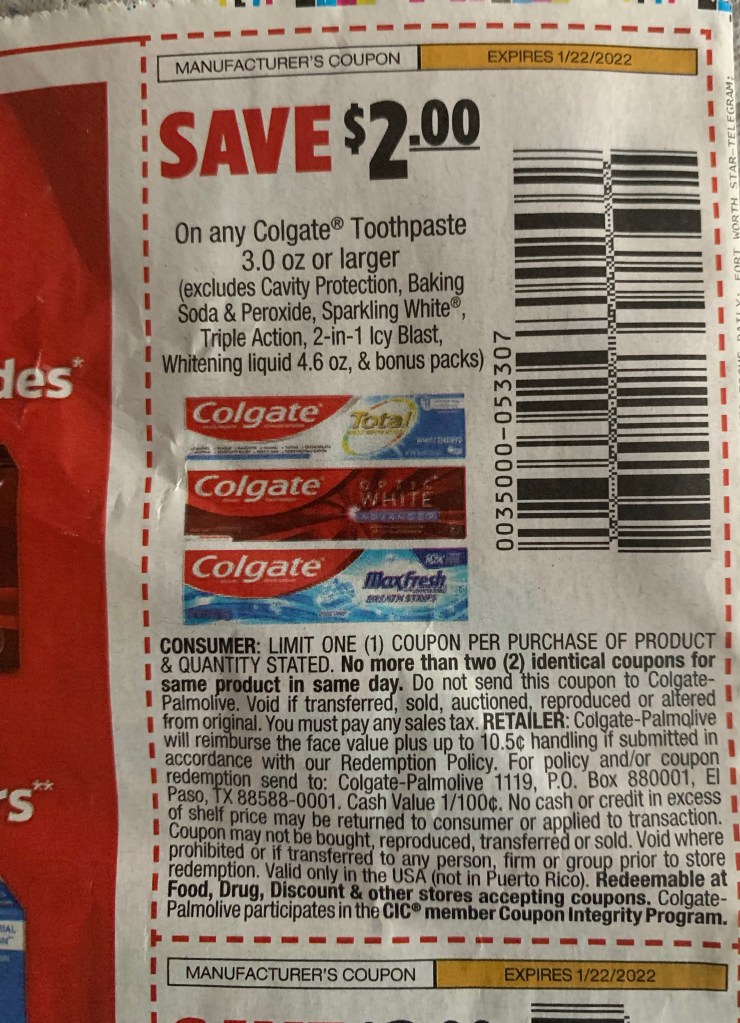 MANUFACTURER'S COUPON
EXPIRES 1/22/2022
SAVE $2.00
On any Colgate® Toothpaste
3.0 oz or larger
(excludes Cavity Protection, Baking
Soda & Peroxide, Sparkling White®,
Triple Action, 2-in-1 Icy Blast,
Whitening liquid 4.6 oz, & bonus packs)
0035000-053307
FORT WORTH STAR-TELEGRAM;
des*
rs**
Colgate
Total
Colgate
OPTIC
WHITE
ADVANCED
Colgate
MaxFresh
BREATH STRIPS
CONSUMER: LIMIT ONE (1) COUPON PER PURCHASE OF PRODUCT
& QUANTITY STATED. No more than two (2) identical coupons for
same product in same day. Do not send this coupon to Colgate-
Palmolive. Void if transferred, sold, auctioned, reproduced or altered
from original. You must pay any sales tax. RETAILER: Colgate-Palmolive
will reimburse the face value plus up to 10.5¢ handling if submitted in
accordance with our Redemption Policy. For policy and/or coupon
redemption send to: Colgate-Palmolive 1119, P.O. Box 880001, El
Paso, TX 88588-0001. Cash Value 1/100¢. No cash or credit in excess
of shelf price may be returned to consumer or applied to transaction.
Coupon may not be bought, reproduced, transferred or sold. Void where
prohibited or if transferred to any person, firm or group prior to store
redemption. Valid only in the USA (not in Puerto Rico). Redeemable at
Food, Drug, Discount & other stores accepting coupons. Colgate-
Palmolive participates in the CIC® member Coupon Integrity Program.
MANUFACTURER'S COUPON
EXPIRES 1/22/2022